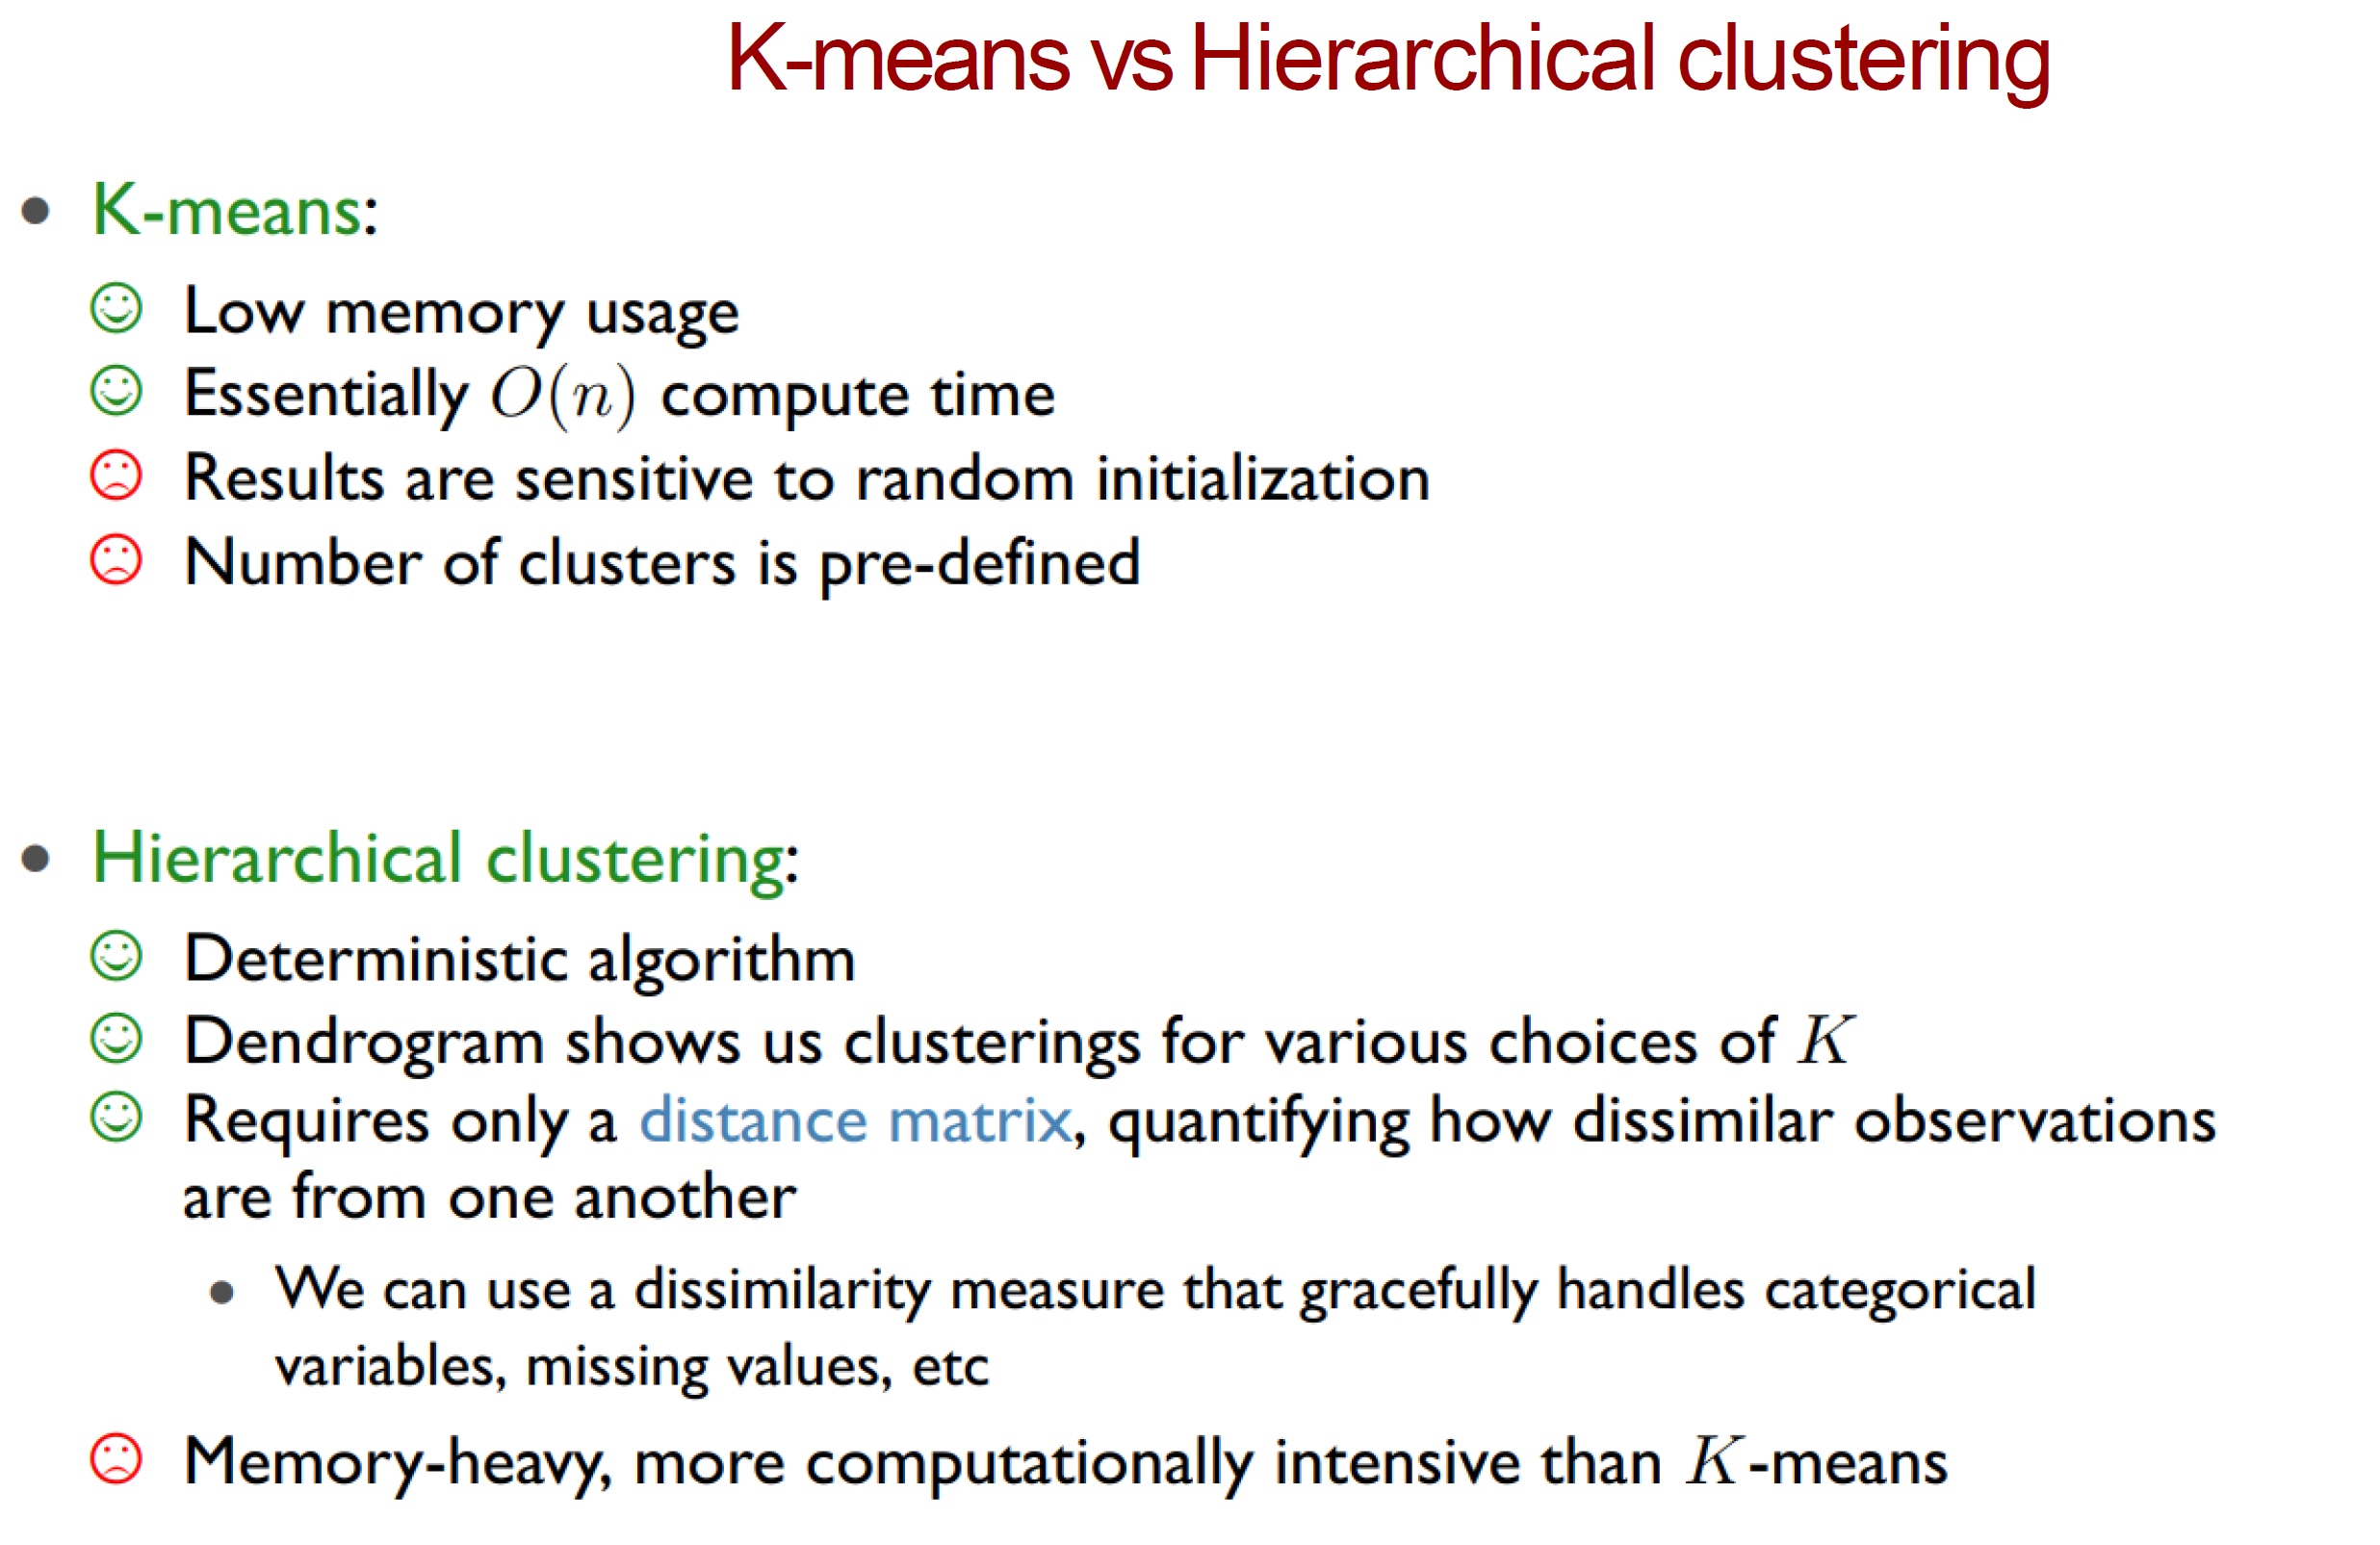 K-means vs Hierarchical clustering
• K-means:
Low memory usage
Essentially O(n) compute time
Results are sensitive to random initialization
Number of clusters is pre-defined
• Hierarchical clustering:
Deterministic algorithm
Dendrogram shows us clusterings for various choices of K
Requires only a distance matrix, quantifying how dissimilar observations
are from one another
• We can use a dissimilarity measure that gracefully handles categorical
variables, missing values, etc
Memory-heavy, more computationally intensive than K-means